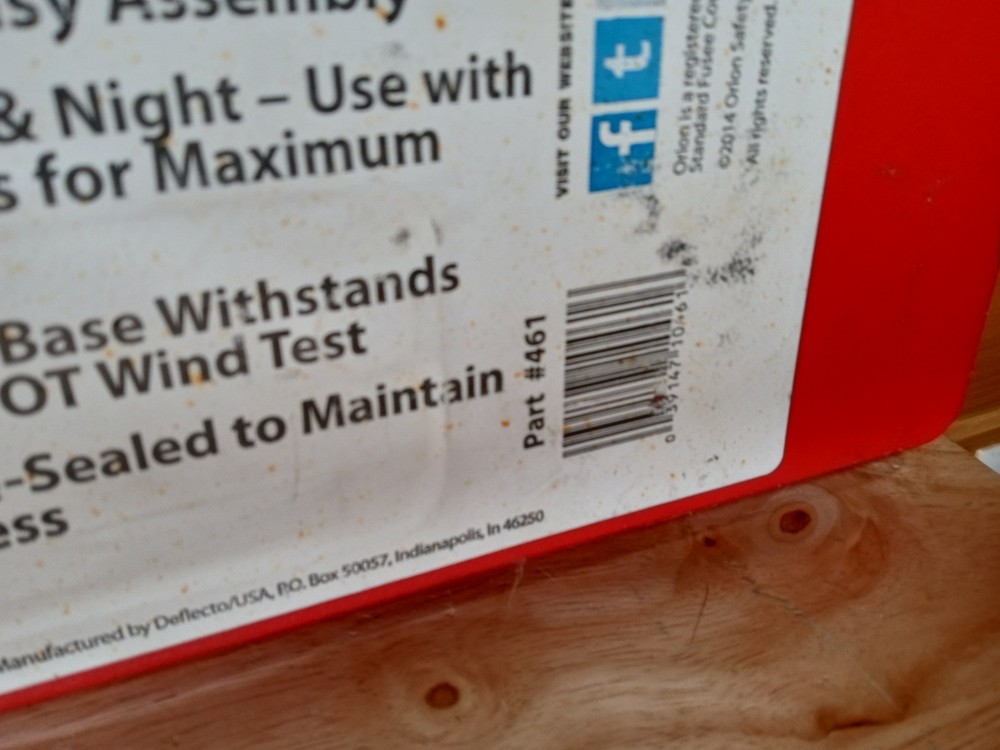 Assembly
& Night – Use with
for Maximum
Base Withstands
OT Wind Test
-Sealed to Maintain
ess
Manufactured by Deflecto/USA, P.O. Box 50057, Indianapolis, In 46250
Part #461
VISIT OUR WEBSITE
f t
Orion is a registered
Standard Fusee Co
©2014 Orion Safety
All rights reserved.